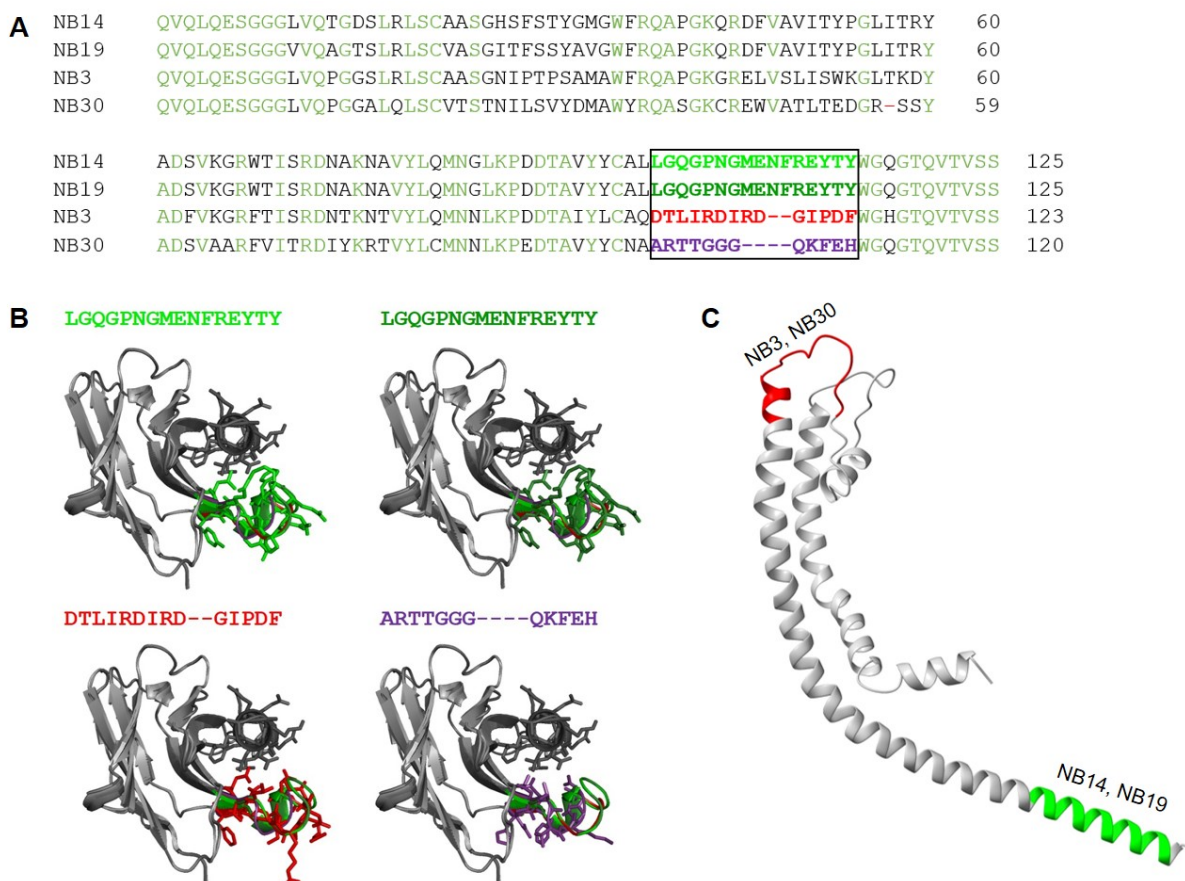 A
NB14 QVQLQESGGGLVQTGDSLRLSCAASGHSFSTYGMGWFRQAPGKQRDFVAVITYPGLITRY 60
NB19 QVQLQESGGGVVQAGTSLRLSCVASGITFSSYAVGWFRQAPGKQRDFVAVITYPGLITRY 60
NB3 QVQLQESGGGLVQPGGSLRLSCAASGNIPTPSAMAWFRQAPGKGRELVSLISWKGLTKDY 60
NB30 QVQLQESGGGLVQPGGALQLSCVTSTNILSVYDMAWYRQASGKCREWVATLTEDGR-SSY 59
NB14 ADSVKGRWTISRDNAKNAVYLQMNGLKPDDTAVYYCALLGQGPNGMENFREYTYWGQGTQVTVSS 125
NB19 ADSVKGRWTISRDNAKNAVYLQMNGLKPDDTAVYYCALLGQGPNGMENFREYTYWGQGTQVTVSS 125
NB3 ADFVKGRFTISRDNTKNTVYLQMNNLKPDDTAIYLCAQDTLIRDIRD--GIPDFWGHGTQVTVSS 123
NB30 ADSVAARFVITRDIYKRTVYLCMNNLKPEDTAVYYCNAARTTGGG----QKFEHWGQGTQVTVSS 120
B
LGQGPNGMENFREYTY LGQGPNGMENFREYTY
DTLIRDIRD--GIPDF ARTTGGG----QKFEH
C
NB3, NB30
NB14, NB19